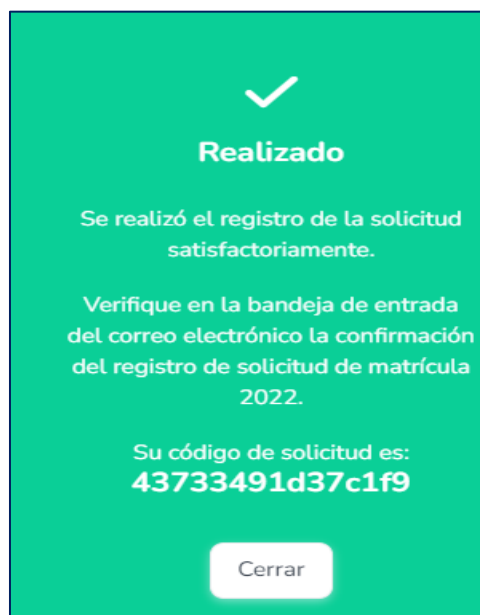 Realizado
Se realizó el registro de la solicitud
satisfactoriamente.
Verifique en la bandeja de entrada
del correo electrónico la confirmación
del registro de solicitud de matrícula
2022.
Su código de solicitud es:
43733491d37c1f9
Cerrar